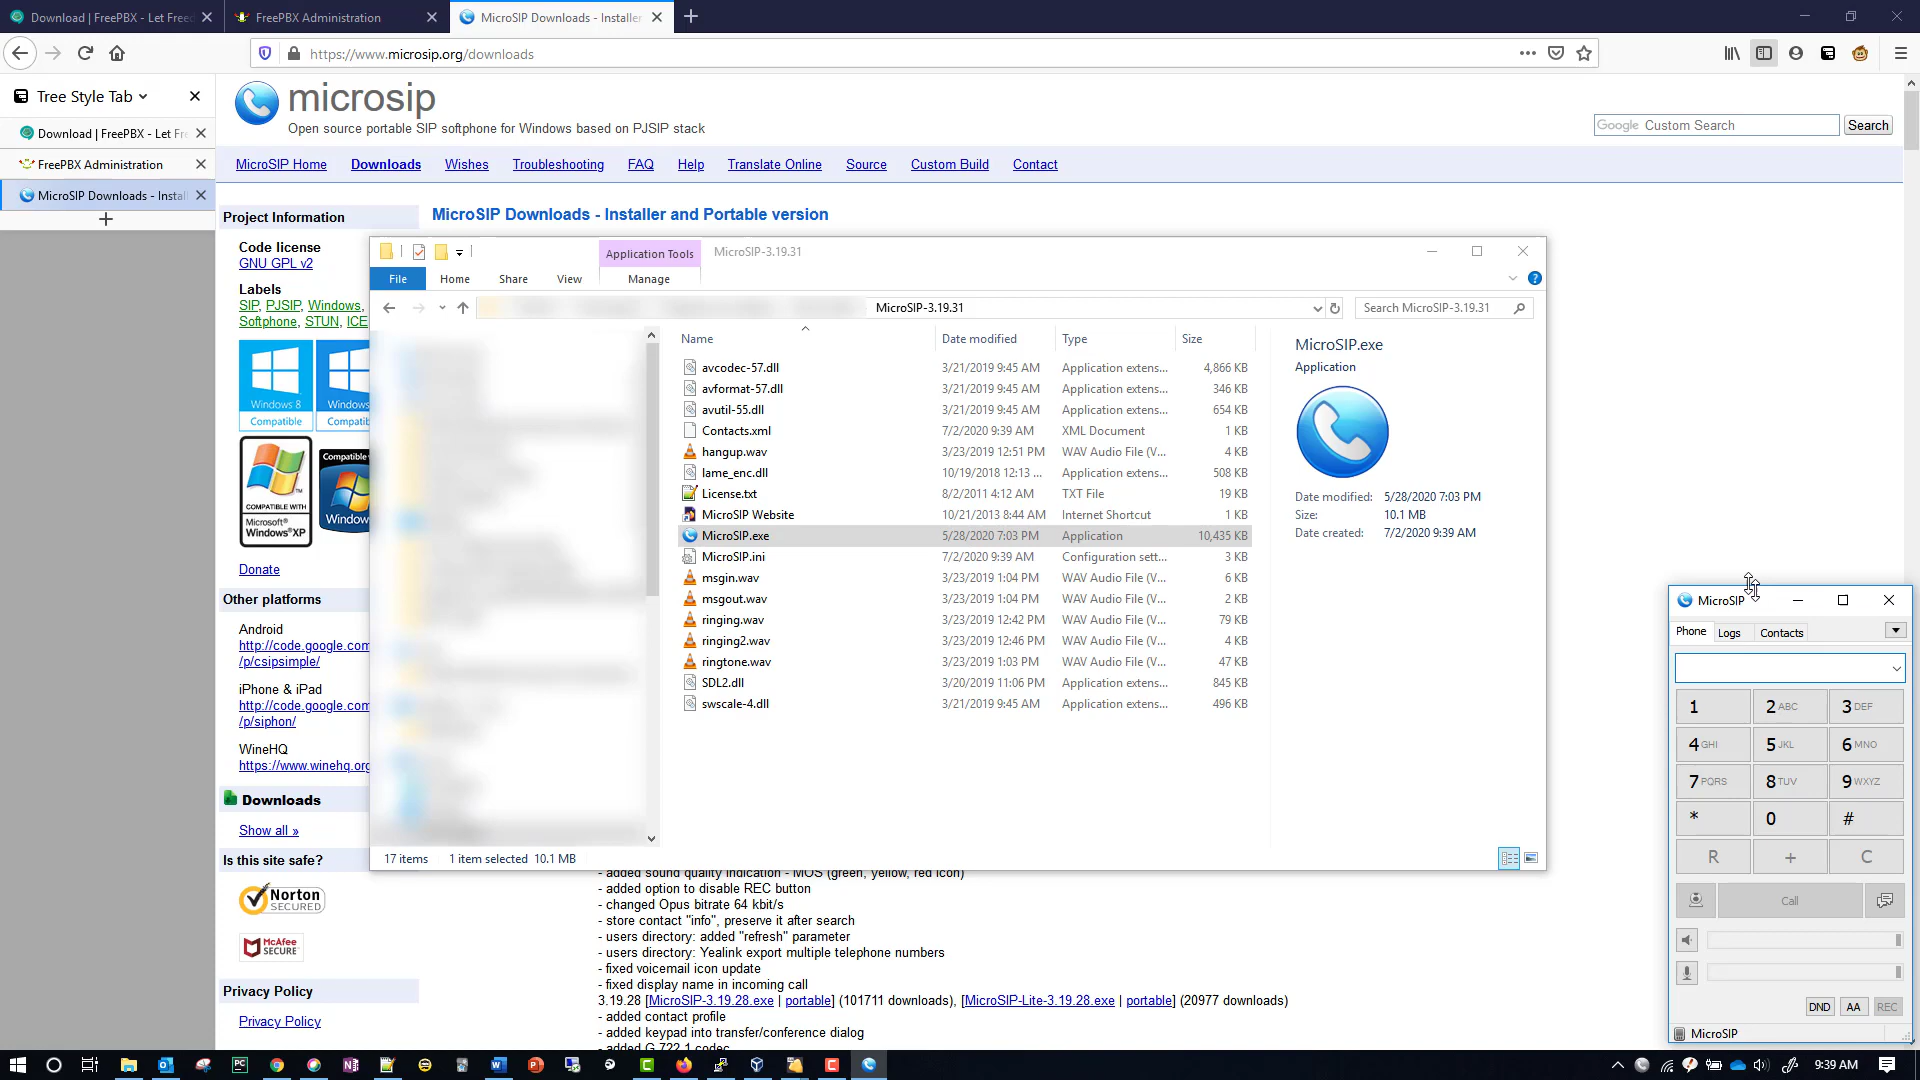 Download | FreePBX - Let Freed
FreePBX Administration
MicroSIP Downloads - Installer
https://www.microsip.org/downloads
Tree Style Tab
Download | FreePBX - Let Fre
FreePBX Administration
MicroSIP Downloads - Instal
microsip
Open source portable SIP softphone for Windows based on PJSIP stack
Google Custom Search
Search
MicroSIP Home Downloads Wishes Troubleshooting FAQ Help Translate Online Source Custom Build Contact
Project Information
MicroSIP Downloads - Installer and Portable version
Code license
GNU GPL v2
Labels
SIP, PJSIP, Windows,
Softphone, STUN, ICE
Windows 8
Compatible
Windows
Compatible
COMPATIBLE WITH
Microsoft®
Windows®XP
Compatible
Window
Donate
Other platforms
Android
http://code.google.com
/p/csipsimple/
iPhone & iPad
http://code.google.com
/p/siphon/
WineHQ
https://www.winehq.org
Downloads
Show all »
Is this site safe?
Norton
SECURED
McAfee
SECURE
Privacy Policy
Privacy Policy
Application Tools
MicroSIP-3.19.31
File Home Share View Manage
MicroSIP-3.19.31
Search MicroSIP-3.19.31
Name Date modified Type Size
avcodec-57.dll 3/21/2019 9:45 AM Application extens... 4,866 KB
avformat-57.dll 3/21/2019 9:45 AM Application extens... 346 KB
avutil-55.dll 3/21/2019 9:45 AM Application extens... 654 KB
Contacts.xml 7/2/2020 9:39 AM XML Document 1 KB
hangup.wav 3/23/2019 12:51 PM WAV Audio File (V... 4 KB
lame_enc.dll 10/19/2018 12:13 ... Application extens... 508 KB
License.txt 8/2/2011 4:12 AM TXT File 19 KB
MicroSIP Website 10/21/2013 8:44 AM Internet Shortcut 1 KB
MicroSIP.exe 5/28/2020 7:03 PM Application 10,435 KB
MicroSIP.ini 7/2/2020 9:39 AM Configuration sett... 3 KB
msgin.wav 3/23/2019 1:04 PM WAV Audio File (V... 6 KB
msgout.wav 3/23/2019 1:04 PM WAV Audio File (V... 2 KB
ringing.wav 3/23/2019 12:42 PM WAV Audio File (V... 79 KB
ringing2.wav 3/23/2019 12:46 PM WAV Audio File (V... 4 KB
ringtone.wav 3/23/2019 1:03 PM WAV Audio File (V... 47 KB
SDL2.dll 3/20/2019 11:06 PM Application extens... 845 KB
swscale-4.dll 3/21/2019 9:45 AM Application extens... 496 KB
MicroSIP.exe
Application
Date modified: 5/28/2020 7:03 PM
Size: 10.1 MB
Date created: 7/2/2020 9:39 AM
17 items 1 item selected 10.1 MB
- added sound quality indication - MOS (green, yellow, red icon)
- added option to disable REC button
- changed Opus bitrate 64 kbit/s
- store contact "info", preserve it after search
- users directory: added "refresh" parameter
- users directory: Yealink export multiple telephone numbers
- fixed voicemail icon update
- fixed display name in incoming call
3.19.28 [MicroSIP-3.19.28.exe | portable] (101711 downloads), [MicroSIP-Lite-3.19.28.exe | portable] (20977 downloads)
- added contact profile
- added keypad into transfer/conference dialog
- added G.722.1 codec
MicroSIP
Phone Logs Contacts
1 2 ABC 3 DEF
4 GHI 5 JKL 6 MNO
7 PQRS 8 TUV 9 WXYZ
* 0 #
R + C
Call
DND AA REC
MicroSIP
9:39 AM